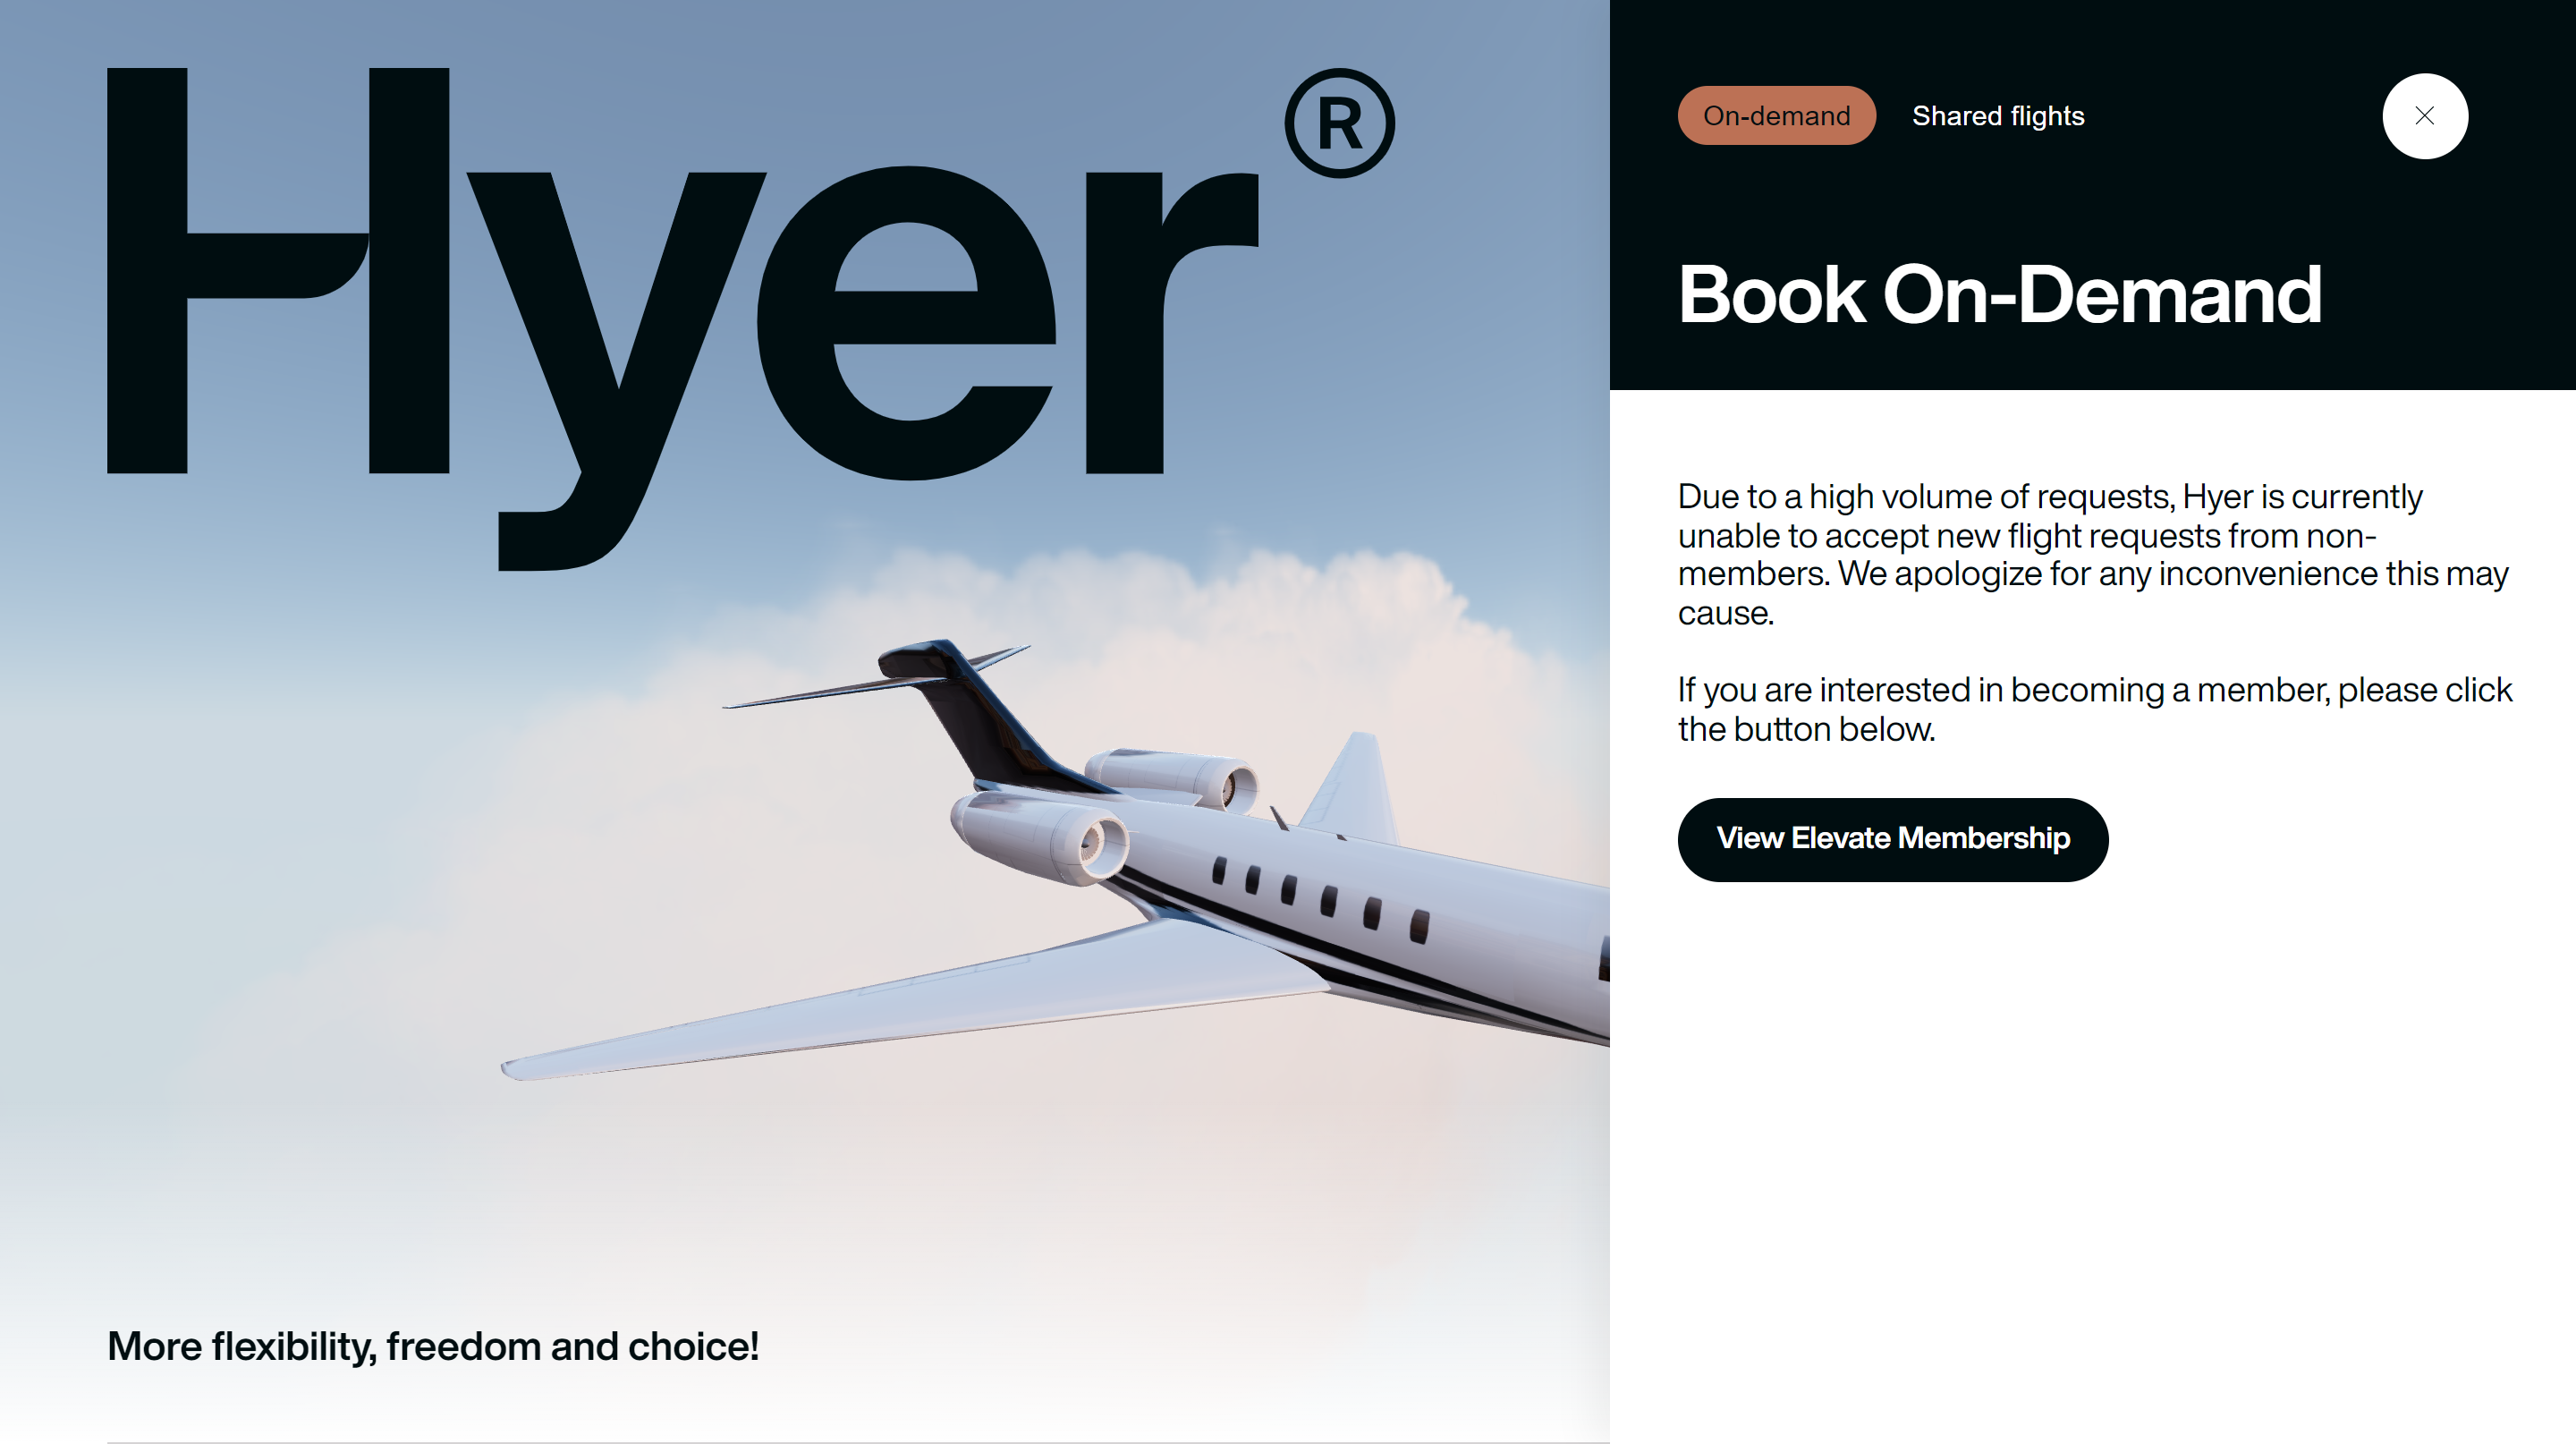 Hyer®
On-demand
Shared flights
Book On-Demand
Due to a high volume of requests, Hyer is currently
unable to accept new flight requests from non-
members. We apologize for any inconvenience this may
cause.
If you are interested in becoming a member, please click
the button below.
View Elevate Membership
More flexibility, freedom and choice!